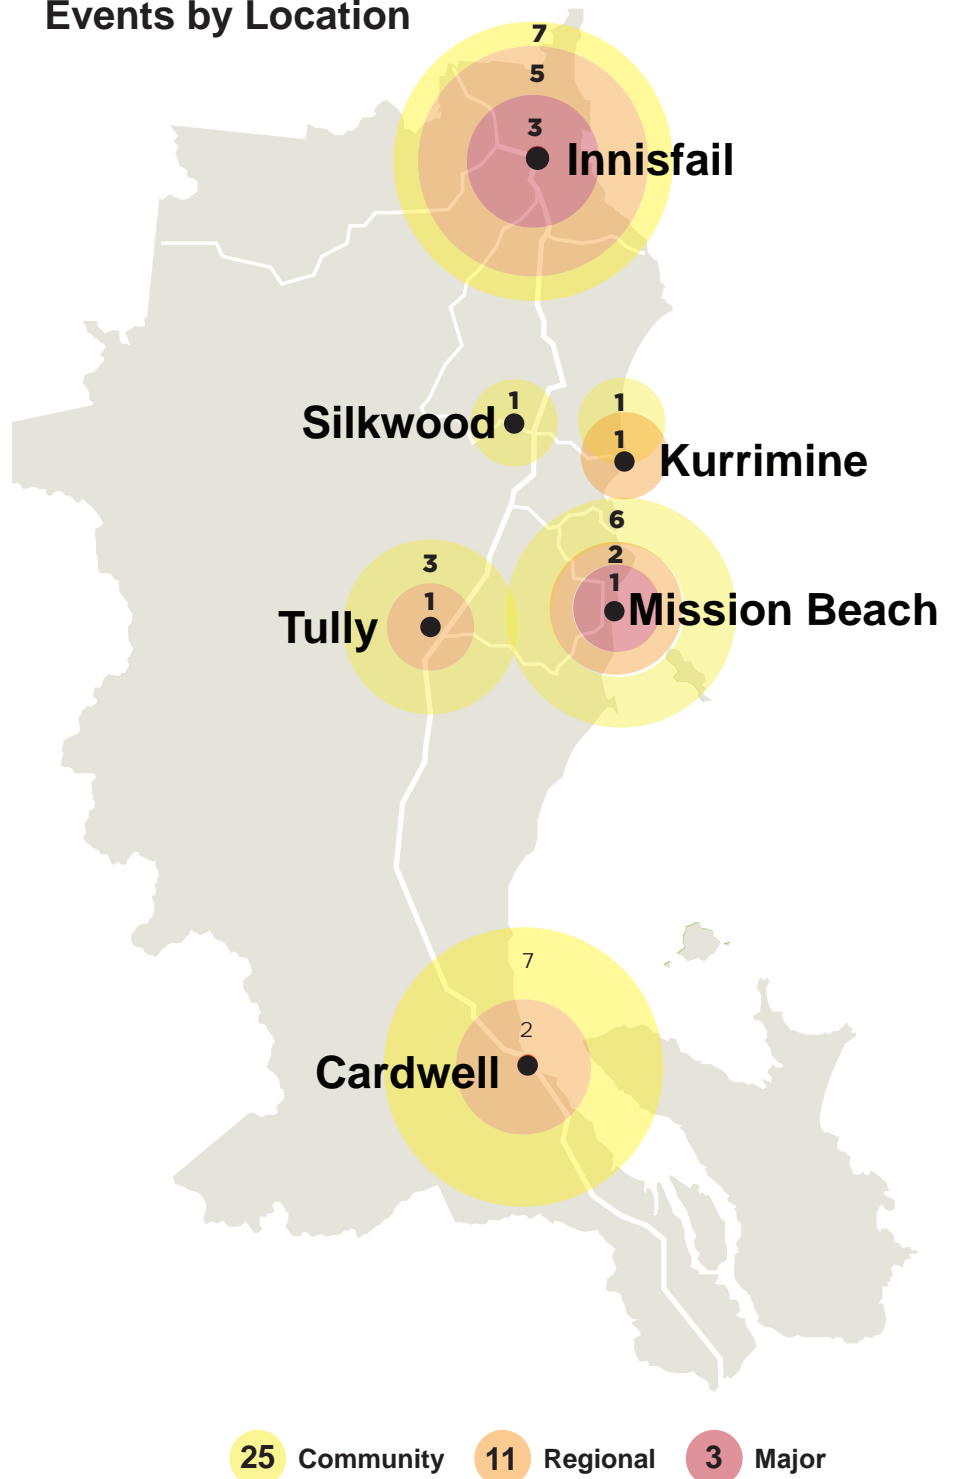 Events by Location
7
5
3
Innisfail
1
Silkwood
1
1
Kurrimine
6
2
1
Mission Beach
3
1
Tully
7
2
Cardwell
25 Community 11 Regional 3 Major